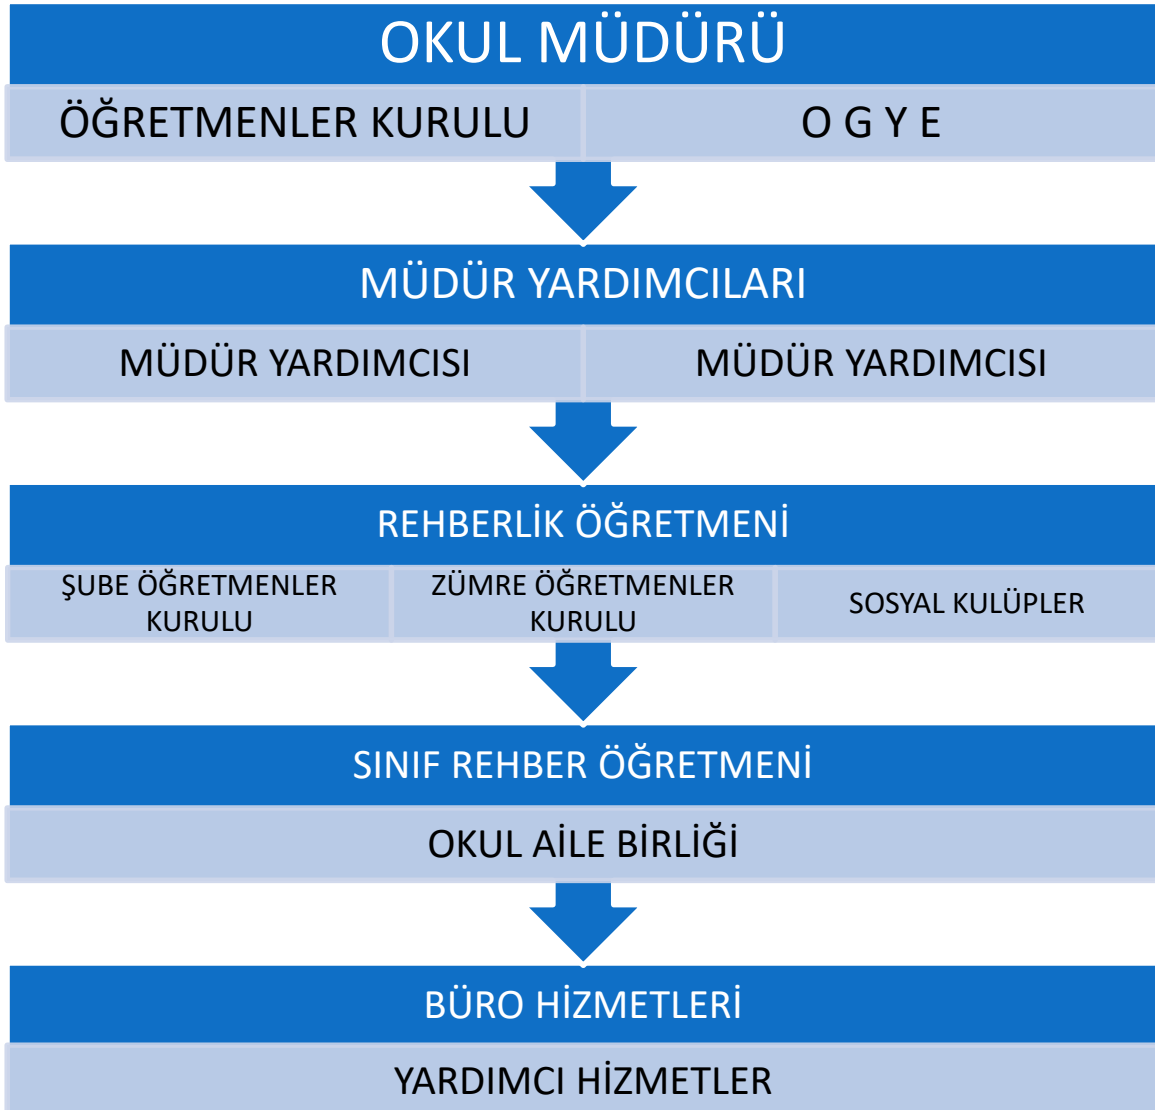 OKUL MÜDÜRÜ
ÖĞRETMENLER KURULU
O G Y E
MÜDÜR YARDIMCILARI
MÜDÜR YARDIMCISI
MÜDÜR YARDIMCISI
REHBERLİK ÖĞRETMENİ
ŞUBE ÖĞRETMENLER
KURULU
ZÜMRE ÖĞRETMENLER
KURULU
SOSYAL KULÜPLER
SINIF REHBER ÖĞRETMENİ
OKUL AİLE BİRLİĞİ
BÜRO HİZMETLERİ
YARDIMCI HİZMETLER